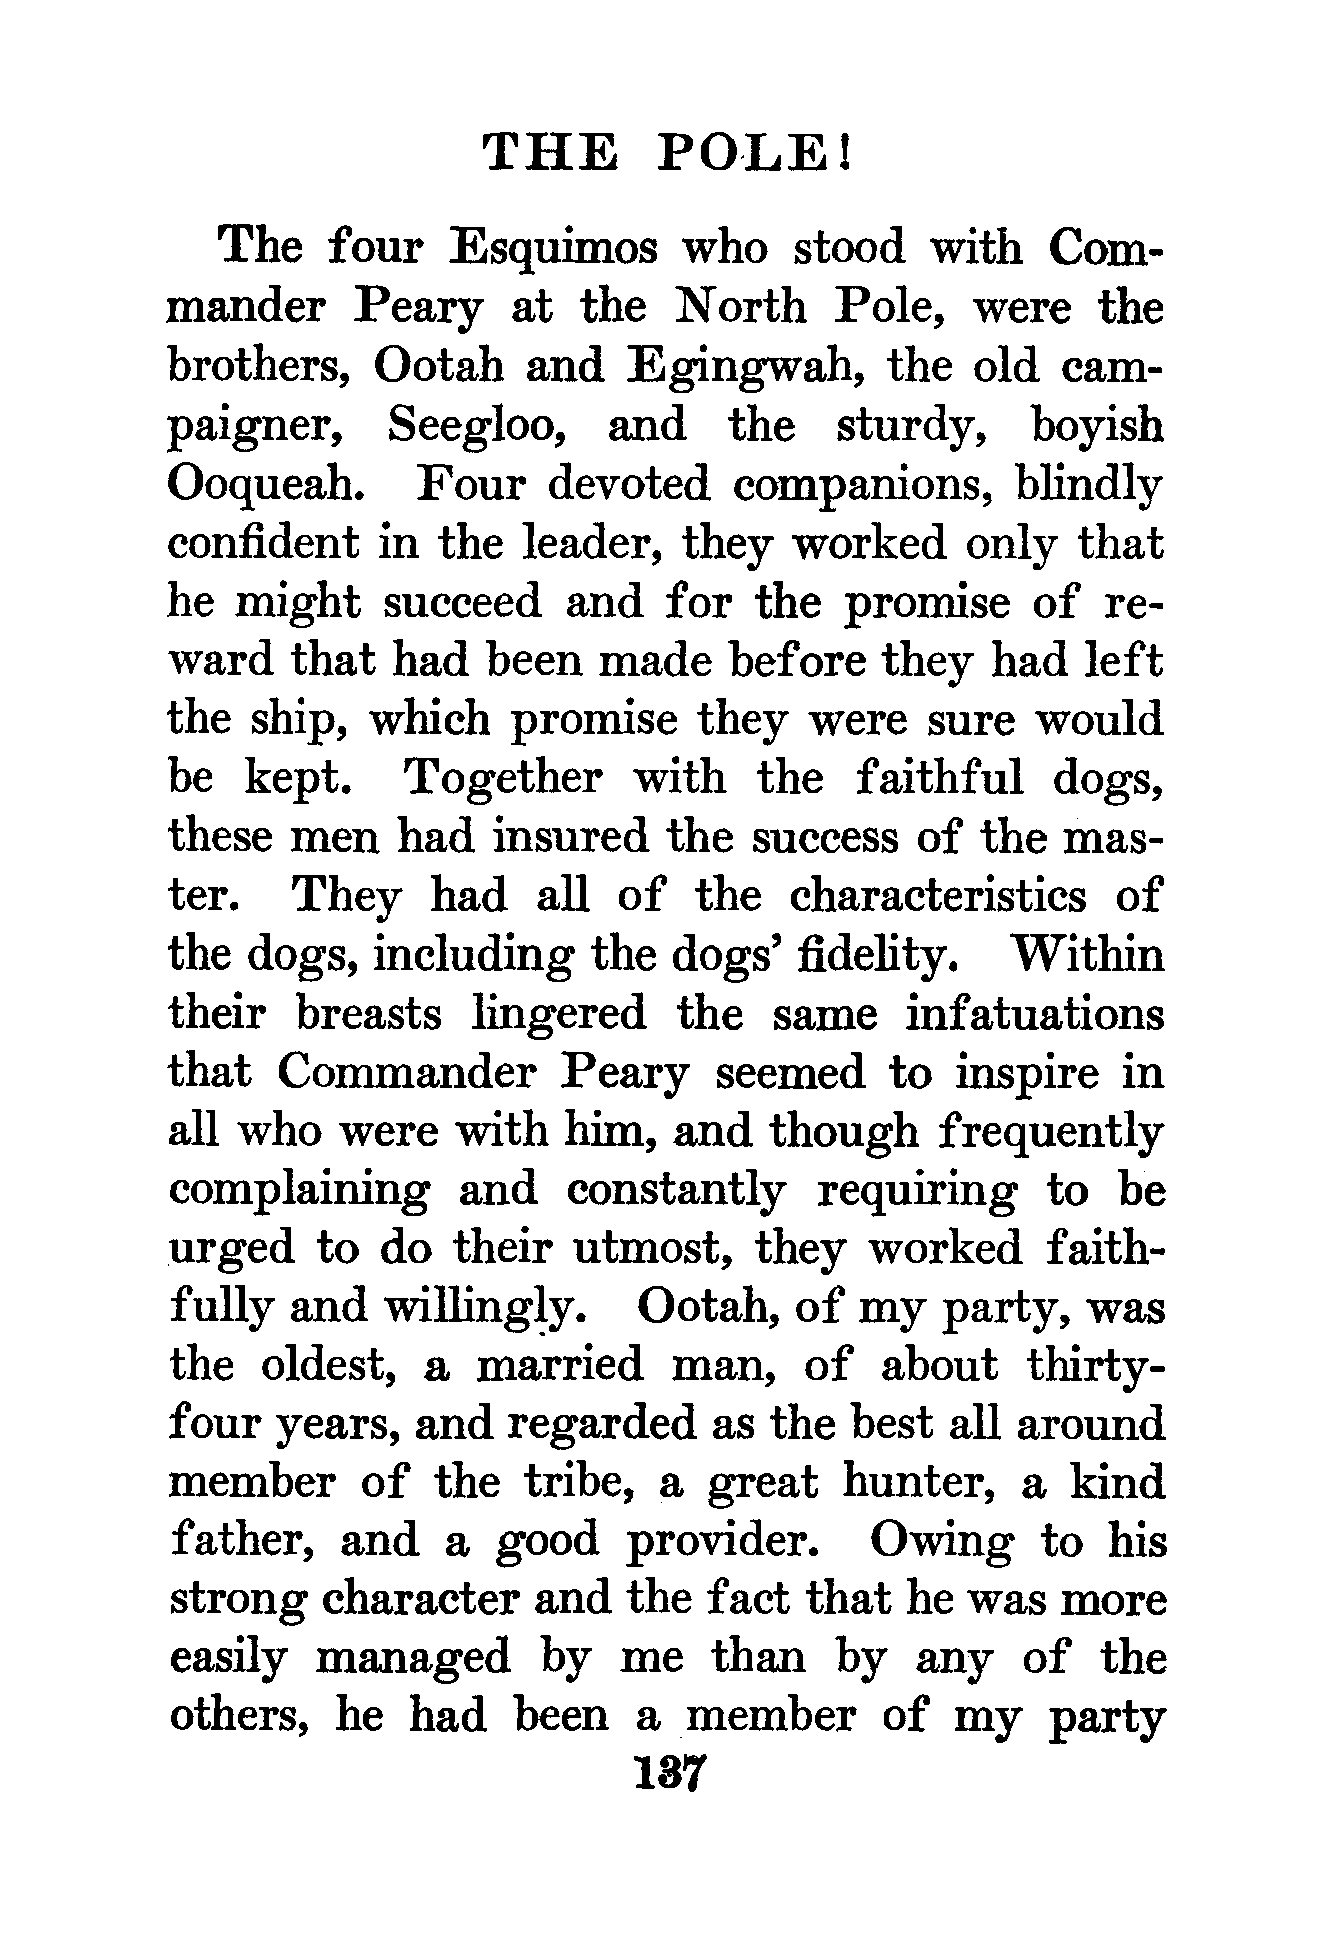 THE POLE!
The four Esquimos who stood with Com-
mander Peary at the North Pole, were the
brothers, Ootah and Egingwah, the old cam-
paigner, Seegloo, and the sturdy, boyish
Ooqueah. Four devoted companions, blindly
confident in the leader, they worked only that
he might succeed and for the promise of re-
ward that had been made before they had left
the ship, which promise they were sure would
be kept. Together with the faithful dogs,
these men had insured the success of the mas-
ter. They had all of the characteristics of
the dogs, including the dogs' fidelity. Within
their breasts lingered the same infatuations
that Commander Peary seemed to inspire in
all who were with him, and though frequently
complaining and constantly requiring to be
urged to do their utmost, they worked faith-
fully and willingly. Ootah, of my party, was
the oldest, a married man, of about thirty-
four years, and regarded as the best all around
member of the tribe, a great hunter, a kind
father, and a good provider. Owing to his
strong character and the fact that he was more
easily managed by me than by any of the
others, he had been a member of my party
137